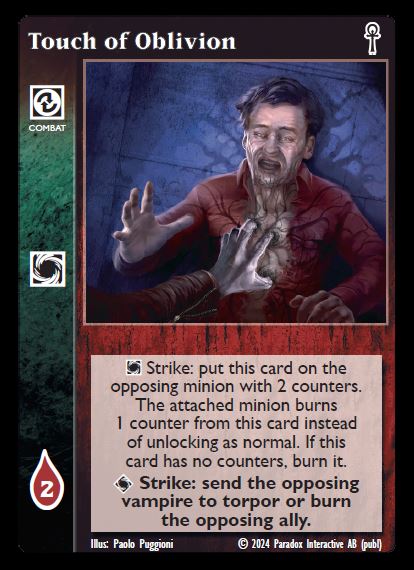 Touch of Oblivion
COMBAT
Strike: put this card on the
opposing minion with 2 counters.
The attached minion burns
1 counter from this card instead
of unlocking as normal. If this
card has no counters, burn it.
Strike: send the opposing
vampire to torpor or burn
the opposing ally.
2
Illus: Paolo Puggioni © 2024 Paradox Interactive AB (publ)